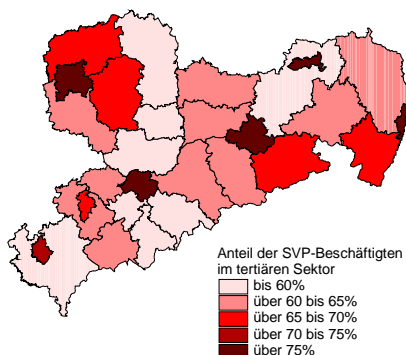 Anteil der SVP-Beschäftigten
im tertiären Sektor
bis 60%
über 60 bis 65%
über 65 bis 70%
über 70 bis 75%
über 75%